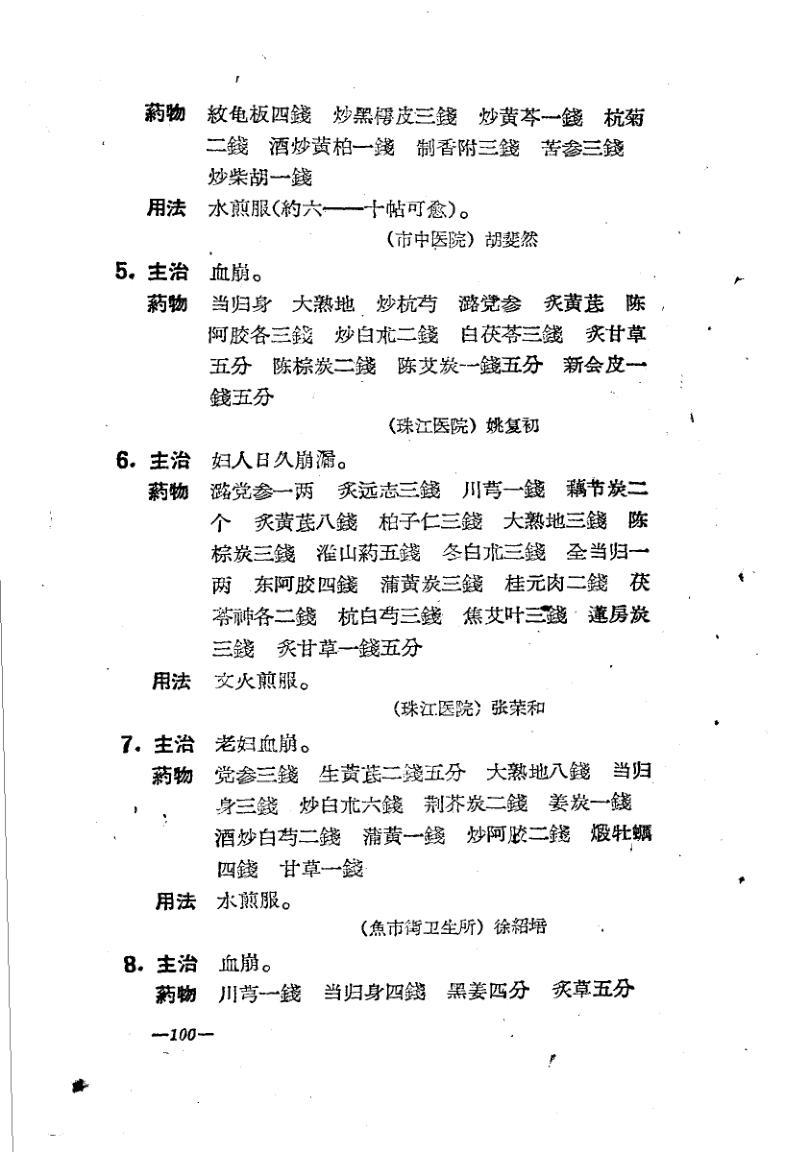 药物 紋龟板四錢 炒黑樗皮三錢 炒黄芩一錢 杭菊
二錢 酒炒黄柏一錢 制香附三錢 苦参三錢
炒柴胡一錢
用法 水煎服(約六——十帖可愈)。
(市中医院) 胡斐然
5. 主治 血崩。
葯物 当归身 大熟地 炒杭芍 潞党参 炙黄芪 陈
阿胶各三錢 炒白朮二錢 白茯苓三錢 炙甘草
五分 陈棕炭二錢 陈艾炭一錢五分 新会皮一
錢五分
(珠江医院) 姚复初
6. 主治 妇人日久崩漏。
葯物 潞党参一两 炙远志三錢 川芎一錢 藕节炭二
个 炙黄芪八錢 柏子仁三錢 大熟地三錢 陈
棕炭三錢 淮山葯五錢 冬白朮三錢 全当归一
两 东阿胶四錢 蒲黄炭三錢 桂元肉二錢 茯
苓神各二錢 杭白芍三錢 焦艾叶三錢 蓮房炭
三錢 炙甘草一錢五分
用法 文火煎服。
(珠江医院) 张荣和
7. 主治 老妇血崩。
葯物 党参三錢 生黄芪二錢五分 大熟地八錢 当归
身三錢 炒白朮六錢 荆芥炭二錢 姜炭一錢
酒炒白芍二錢 蒲黄一錢 炒阿胶二錢 煅牡蠣
四錢 甘草一錢
用法 水煎服。
(魚市街卫生所) 徐紹
8. 主治 血崩。
葯物 川芎一錢 当归身四錢 黑姜四分 炙草五分
—100—